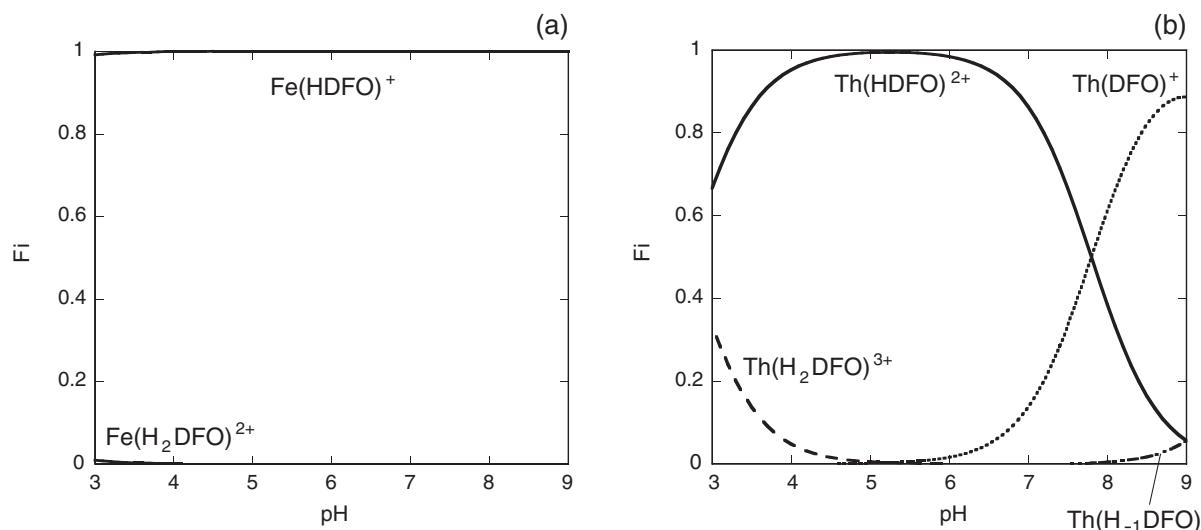 (a)
1
0.8
0.6
0.4
0.2
0
Fi
3 4 5 6 7 8 9
pH
Fe(HDFO)⁺
Fe(H₂DFO)²⁺
(b)
1
0.8
0.6
0.4
0.2
0
Fi
3 4 5 6 7 8 9
pH
Th(HDFO)²⁺
Th(DFO)⁺
Th(H₂DFO)³⁺
Th(H₋₁DFO)